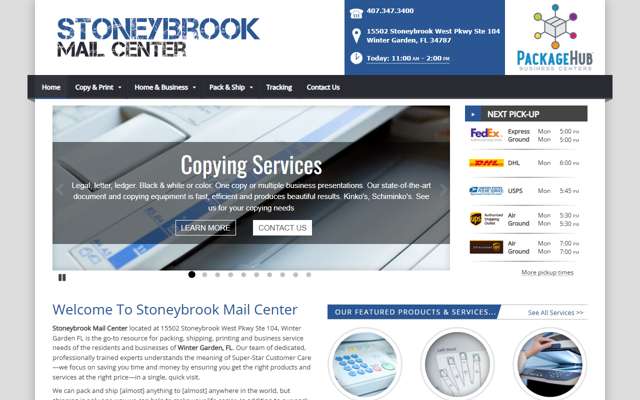 STONEYBROOK
MAIL CENTER
407.347.3400
15502 Stoneybrook West Pkwy Ste 104
Winter Garden, FL 34787
Today: 11:00 AM - 2:00 PM
PACKAGEHUB
BUSINESS CENTERS
Home Copy & Print Home & Business Pack & Ship Tracking Contact Us
Copying Services
Legal, letter, ledger. Black & white or color. One copy or multiple business presentations. Our state-of-the-art
document and copying equipment is fast, efficient and produces beautiful results. Kinko's, Schminko's. See
us for your copying needs
LEARN MORE CONTACT US
NEXT PICK-UP
FedEx Express Mon 5:00 PM
Ground Mon 5:00 PM
DHL DHL Mon 6:00 PM
USPS Mon 5:45 PM
ups Authorized Shipping Outlet Air Mon 5:30 PM
Ground Mon 5:30 PM
ups Air Mon 7:00 PM
Ground Mon 7:00 PM
More pickup times
Welcome To Stoneybrook Mail Center
Stoneybrook Mail Center located at 15502 Stoneybrook West Pkwy Ste 104, Winter
Garden FL is the go-to resource for packing, shipping, printing and business service
needs of the residents and businesses of Winter Garden, FL. Our team of dedicated,
professionally trained experts understands the meaning of Super-Star Customer Care
—we focus on saving you time and money by ensuring you get the right products and
services at the right price—in a single, quick visit.
We can pack and ship [almost] anything to [almost] anywhere in the world, but
OUR FEATURED PRODUCTS & SERVICES...
See All Services >>